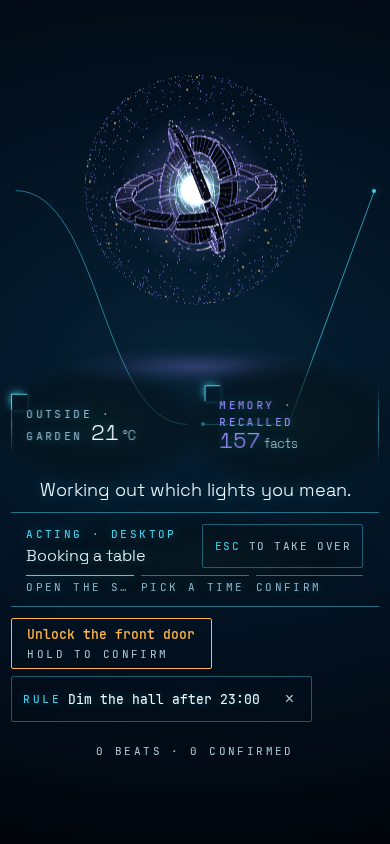 OUTSIDE ·
GARDEN 21 °C
MEMORY ·
RECALLED
157 facts
Working out which lights you mean.
ACTING · DESKTOP
Booking a table
ESC TO TAKE OVER
OPEN THE S… PICK A TIME CONFIRM
Unlock the front door
HOLD TO CONFIRM
RULE Dim the hall after 23:00 ×
0 BEATS · 0 CONFIRMED